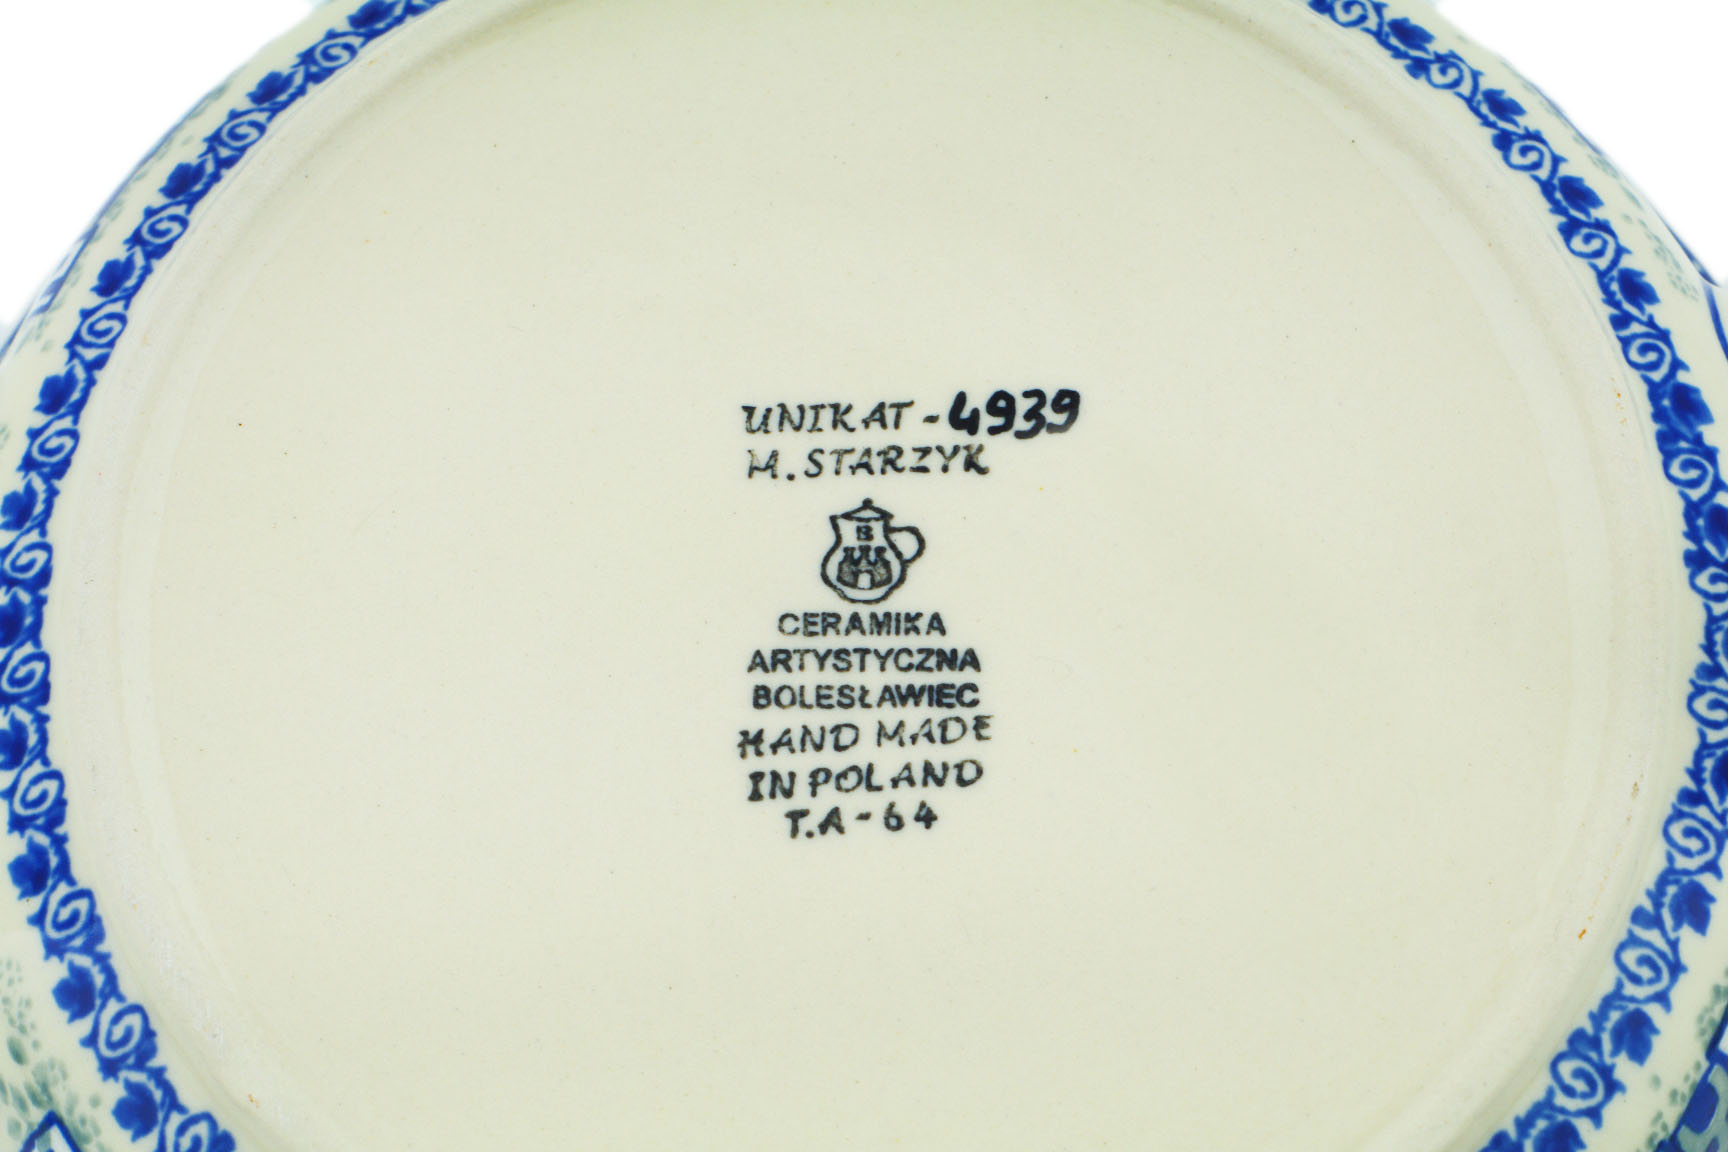 UNIKAT - 4939
M. STARZYK
B
CERAMIKA
ARTYSTYCZNA
BOLESŁAWIEC
HAND MADE
IN POLAND
T.A-64